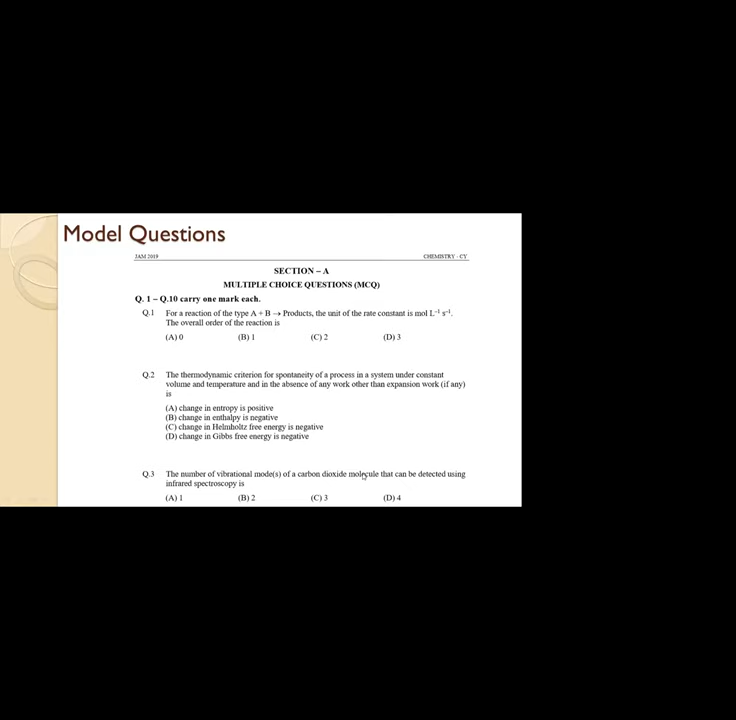 Model Questions
JAM 2019 CHEMISTRY - CY
SECTION – A
MULTIPLE CHOICE QUESTIONS (MCQ)
Q. 1 – Q.10 carry one mark each.
Q.1 For a reaction of the type A + B → Products, the unit of the rate constant is mol L⁻¹ s⁻¹.
The overall order of the reaction is
(A) 0 (B) 1 (C) 2 (D) 3
Q.2 The thermodynamic criterion for spontaneity of a process in a system under constant
volume and temperature and in the absence of any work other than expansion work (if any)
is
(A) change in entropy is positive
(B) change in enthalpy is negative
(C) change in Helmholtz free energy is negative
(D) change in Gibbs free energy is negative
Q.3 The number of vibrational mode(s) of a carbon dioxide molecule that can be detected using
infrared spectroscopy is
(A) 1 (B) 2 (C) 3 (D) 4